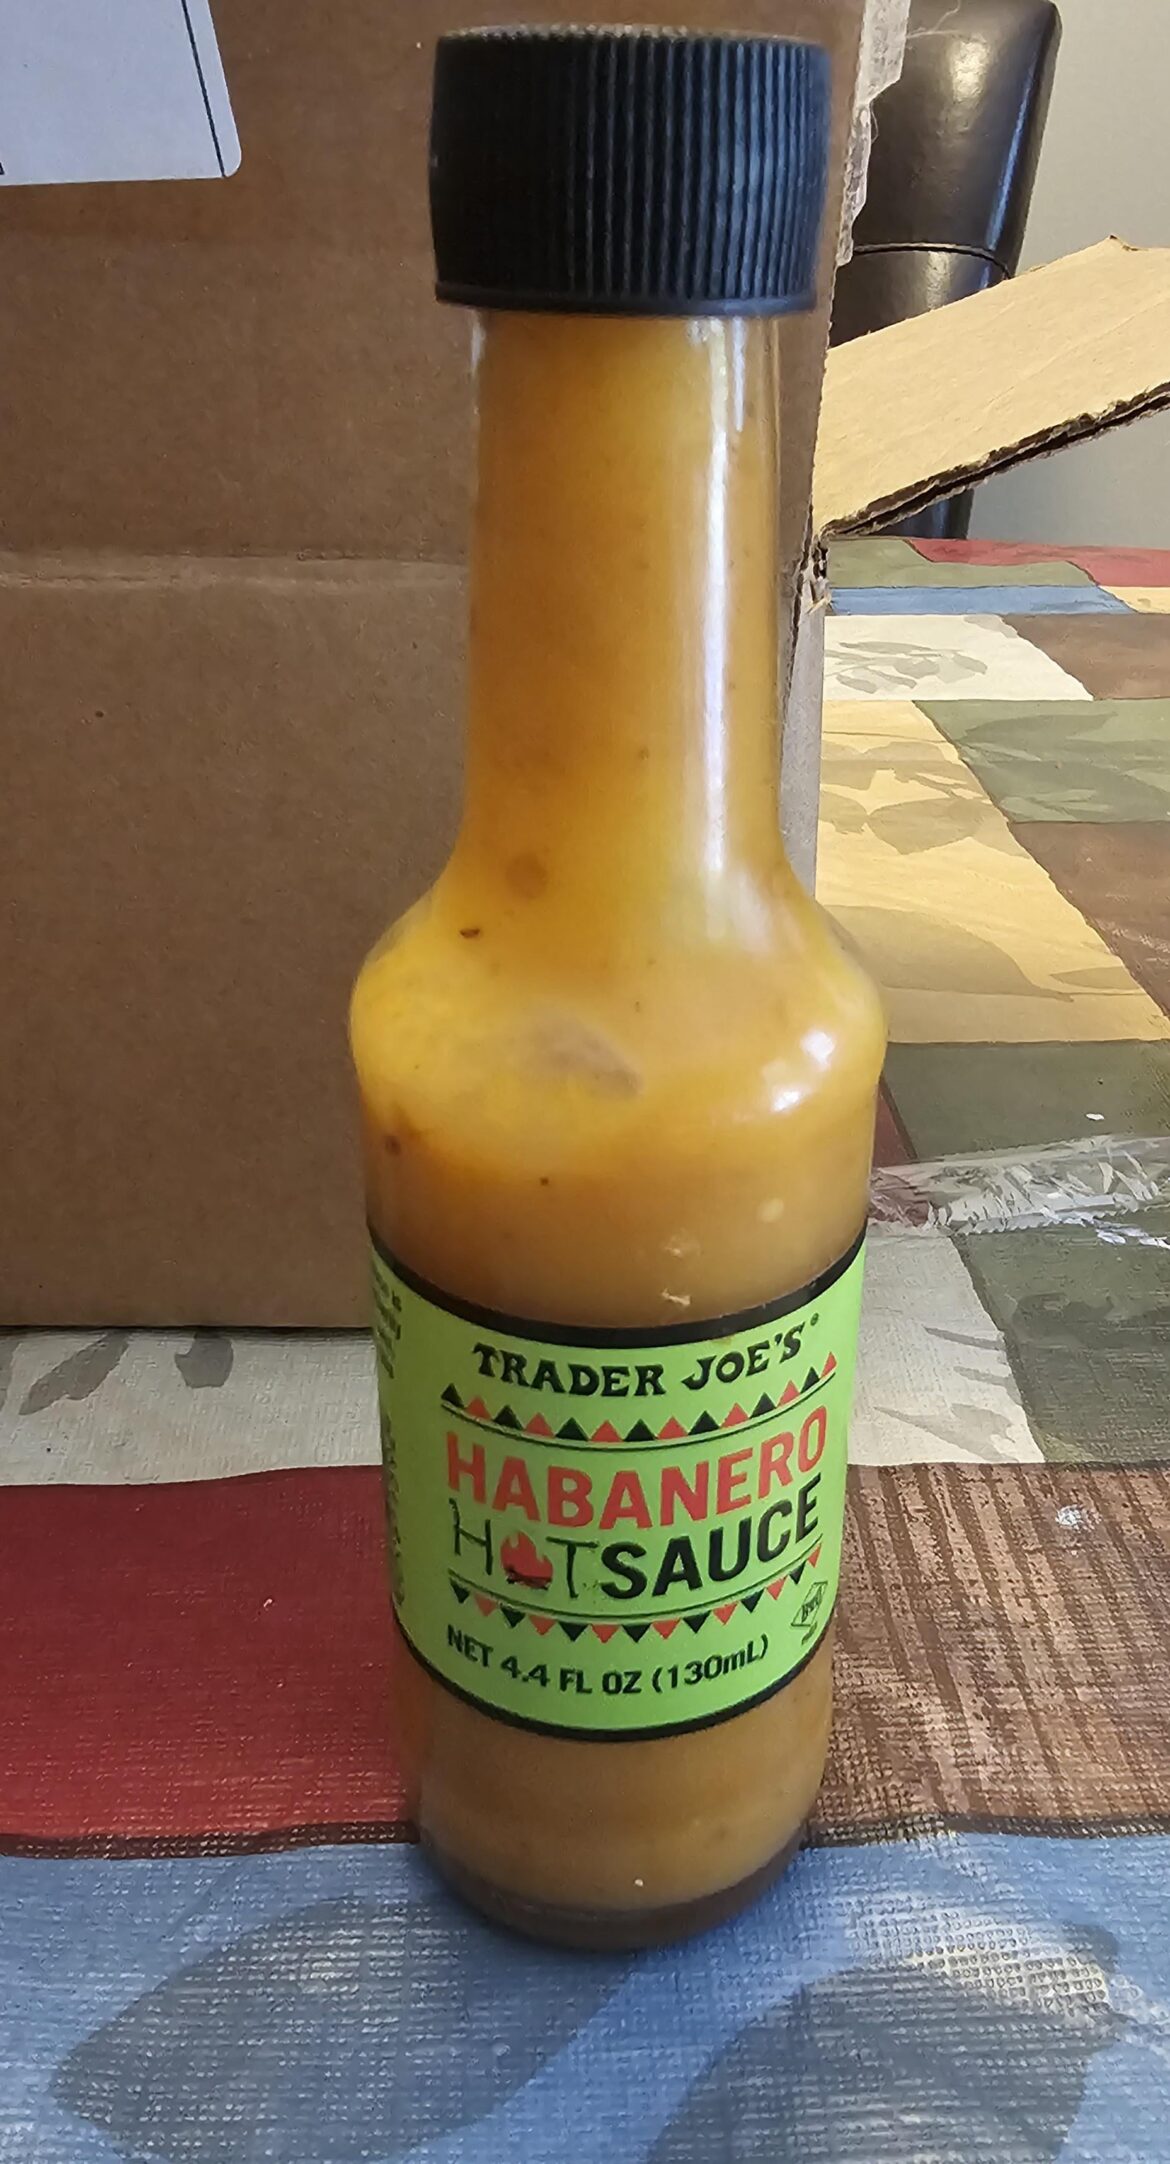 TRADER JOE'S
HABANERO
HOT SAUCE
NET 4.4 FL OZ (130mL)